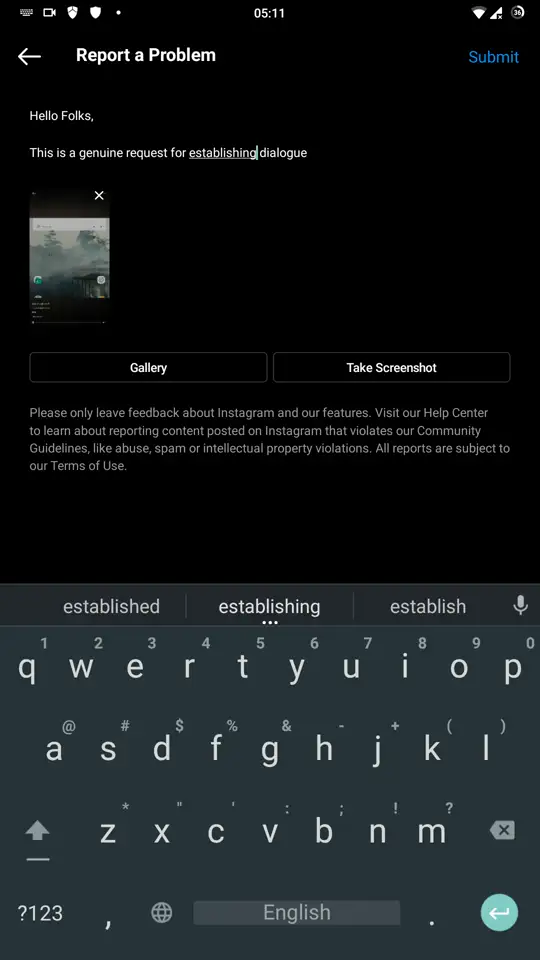 05:11
36
Report a Problem
Submit
Hello Folks,
This is a genuine request for establishing dialogue
Gallery
Take Screenshot
Please only leave feedback about Instagram and our features. Visit our Help Center
to learn about reporting content posted on Instagram that violates our Community
Guidelines, like abuse, spam or intellectual property violations. All reports are subject to
our Terms of Use.
established establishing establish
1 2 3 4 5 6 7 8 9 0
q w e r t y u i o p
@ # $ % & - + ( )
a s d f g h j k l
* " ' : ; ! ?
z x c v b n m
?123 , English .